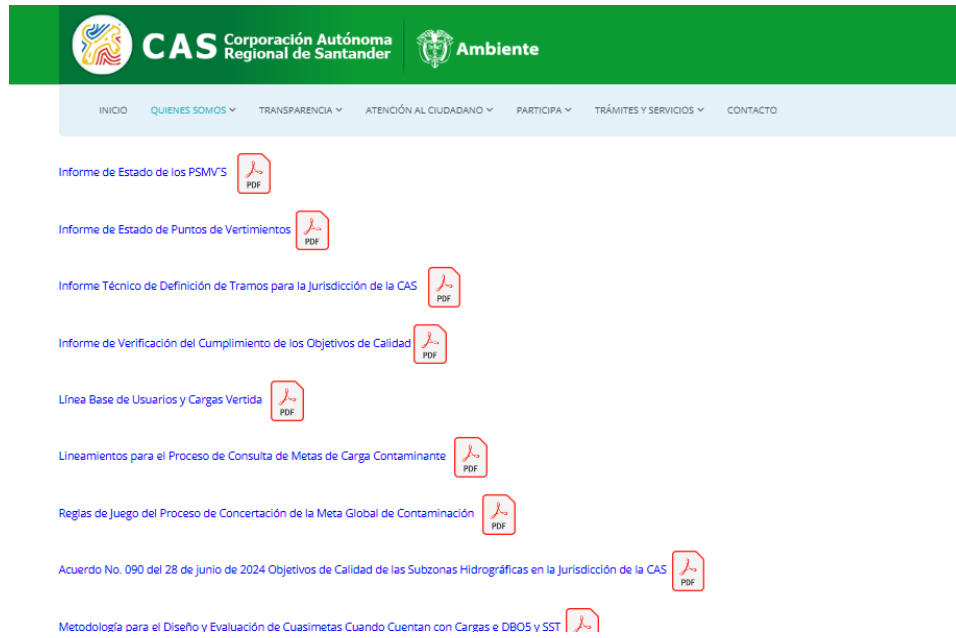 CAS Corporación Autónoma
Regional de Santander
Ambiente
INICIO QUIENES SOMOS TRANSPARENCIA ATENCIÓN AL CIUDADANO PARTICIPA TRÁMITES Y SERVICIOS CONTACTO
Informe de Estado de los PSMV'S PDF
Informe de Estado de Puntos de Vertimientos PDF
Informe Técnico de Definición de Tramos para la Jurisdicción de la CAS PDF
Informe de Verificación del Cumplimiento de los Objetivos de Calidad PDF
Línea Base de Usuarios y Cargas Vertida PDF
Lineamientos para el Proceso de Consulta de Metas de Carga Contaminante PDF
Reglas de Juego del Proceso de Concertación de la Meta Global de Contaminación PDF
Acuerdo No. 090 del 28 de junio de 2024 Objetivos de Calidad de las Subzonas Hidrográficas en la Jurisdicción de la CAS PDF
Metodología para el Diseño y Evaluación de Cuasimetas Cuando Cuentan con Cargas e DBO5 y SST